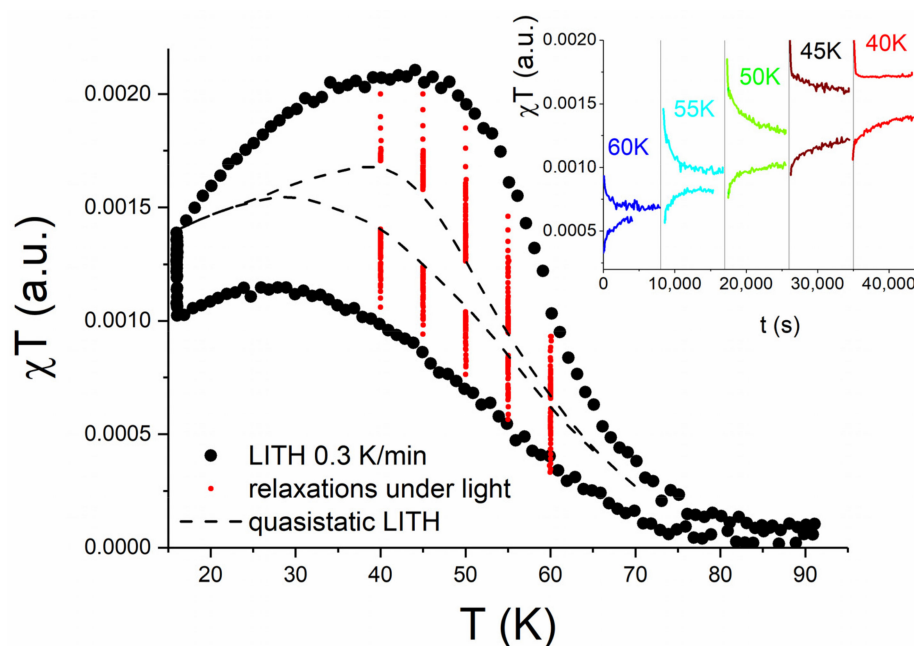 χT (a.u.)
0.0020
0.0015
0.0010
0.0005
0.0000
20 30 40 50 60 70 80 90
T (K)
LITH 0.3 K/min
relaxations under light
quasistatic LITH
χT (a.u.)
0.0020
0.0015
0.0010
0.0005
60K
55K
50K
45K
40K
0 10,000 20,000 30,000 40,000
t (s)